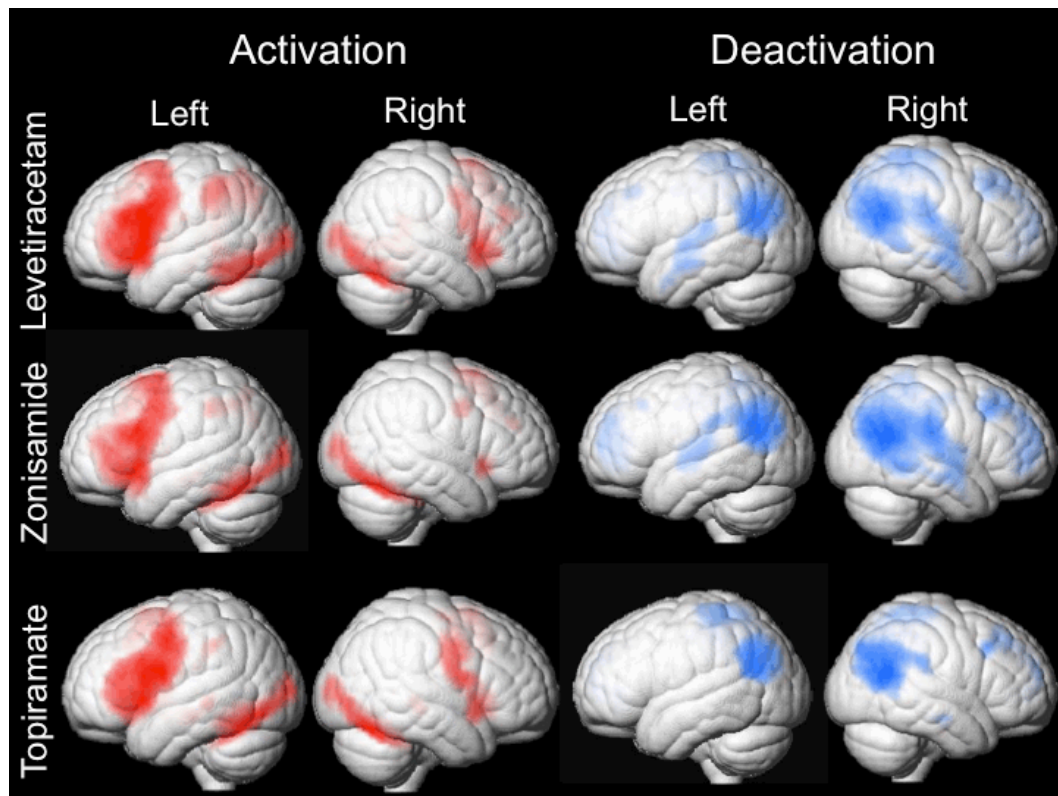 Activation
Deactivation
Left
Right
Left
Right
Levetiracetam
Zonisamide
Topiramate